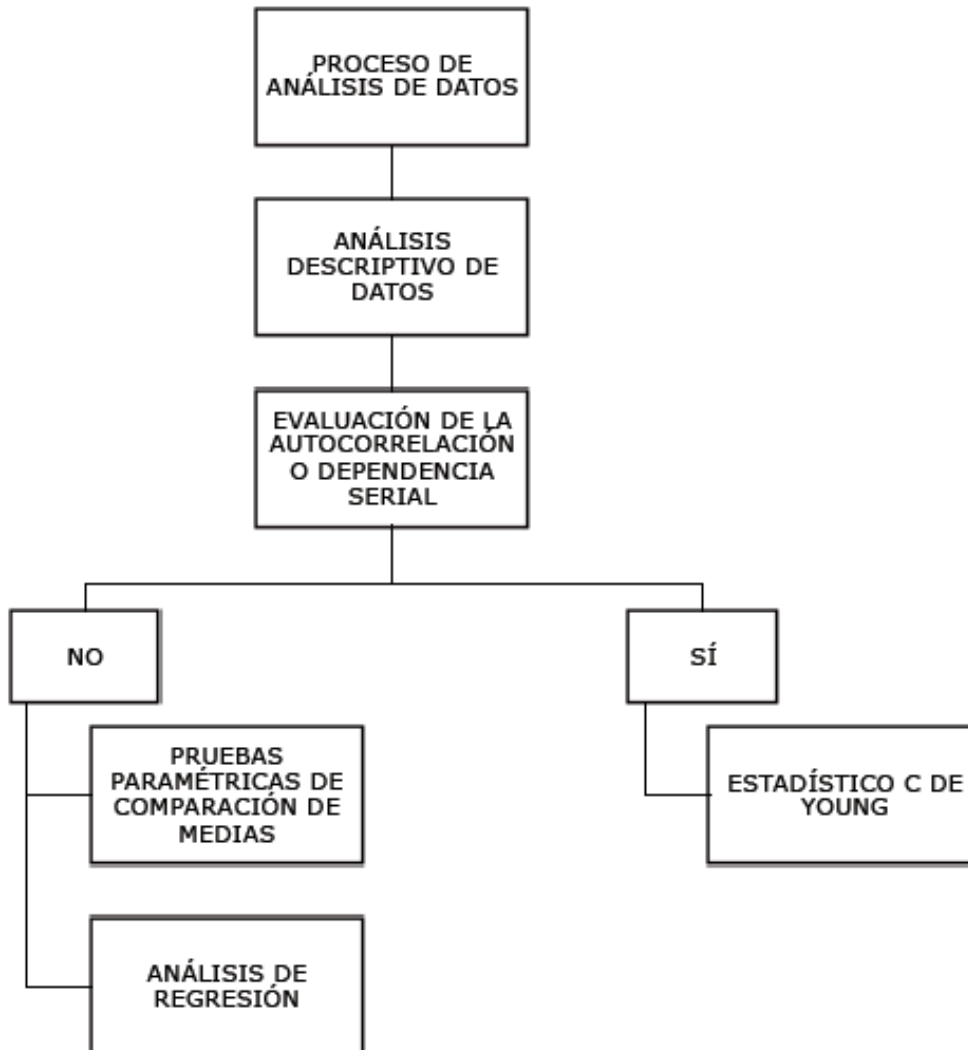 PROCESO DE
ANÁLISIS DE DATOS
ANÁLISIS
DESCRIPTIVO DE
DATOS
EVALUACIÓN DE LA
AUTOCORRELACIÓN
O DEPENDENCIA
SERIAL
NO
SÍ
PRUEBAS
PARAMÉTRICAS DE
COMPARACIÓN DE
MEDIAS
ESTADÍSTICO C DE
YOUNG
ANÁLISIS DE
REGRESIÓN